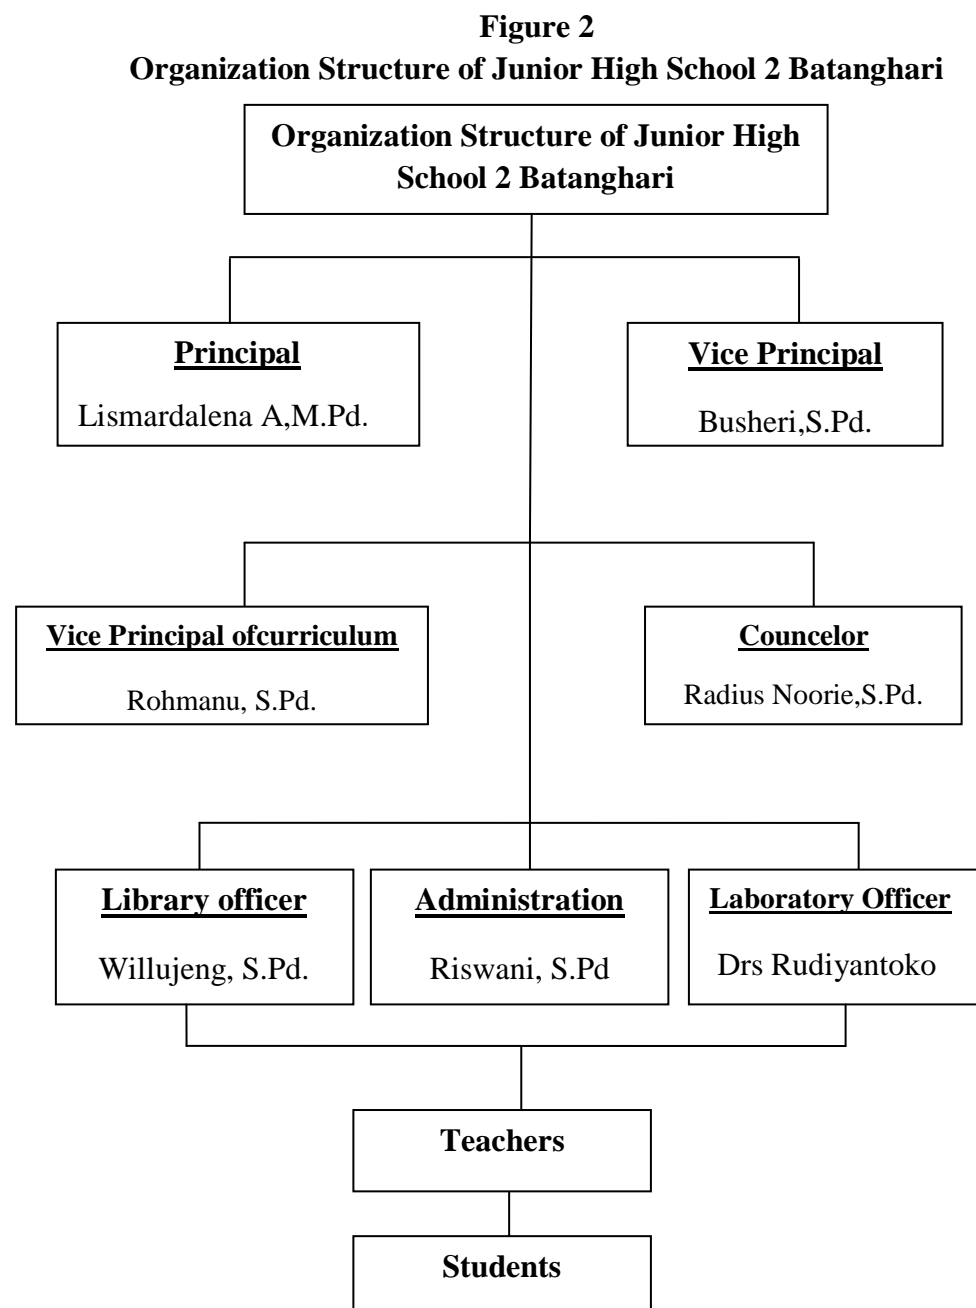 Figure 2
Organization Structure of Junior High School 2 Batanghari
Organization Structure of Junior High
School 2 Batanghari
Principal
Lismardalena A,M.Pd.
Vice Principal
Busheri,S.Pd.
Vice Principal ofcurriculum
Rohmanu, S.Pd.
Councelor
Radius Noorie,S.Pd.
Library officer
Willujeng, S.Pd.
Administration
Riswani, S.Pd
Laboratory Officer
Drs Rudiyantoko
Teachers
Students